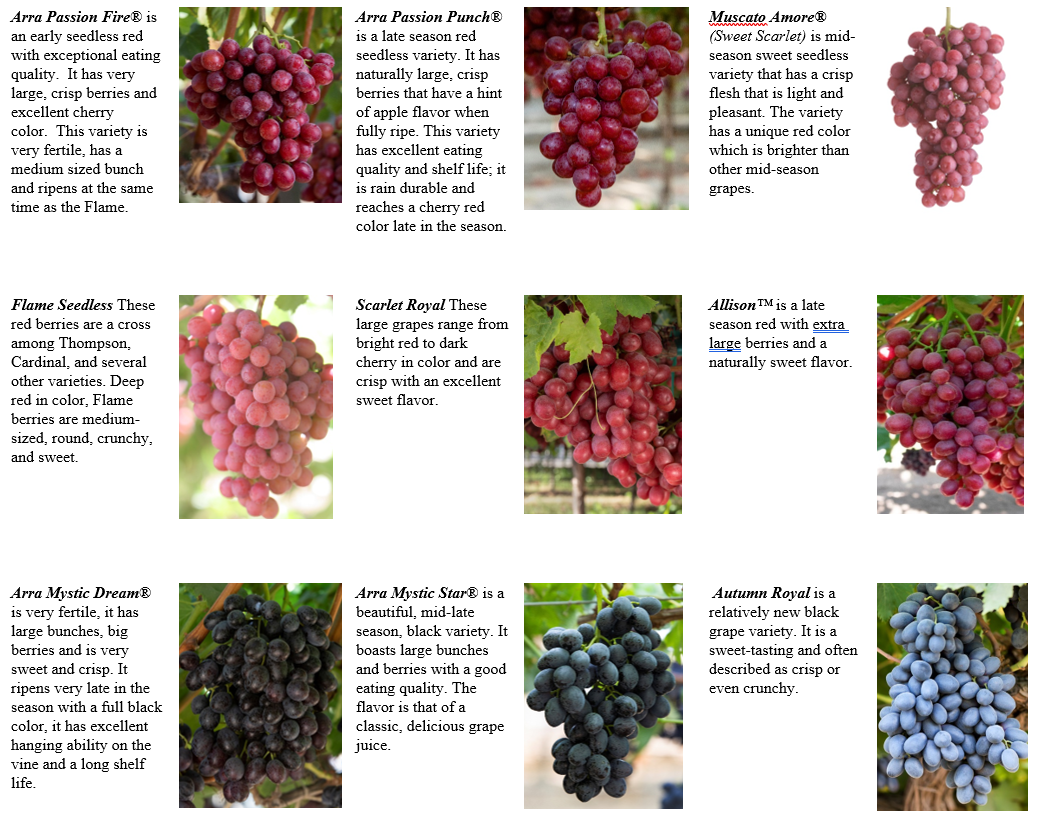 Arra Passion Fire® is
an early seedless red
with exceptional eating
quality.  It has very
large, crisp berries and
excellent cherry
color.  This variety is
very fertile, has a
medium sized bunch
and ripens at the same
time as the Flame.
Arra Passion Punch®
is a late season red
seedless variety. It has
naturally large, crisp
berries that have a hint
of apple flavor when
fully ripe. This variety
has excellent eating
quality and shelf life; it
is rain durable and
reaches a cherry red
color late in the season.
Muscato Amore®
(Sweet Scarlet) is mid-
season sweet seedless
variety that has a crisp
flesh that is light and
pleasant. The variety
has a unique red color
which is brighter than
other mid-season
grapes.
Flame Seedless These
red berries are a cross
among Thompson,
Cardinal, and several
other varieties. Deep
red in color, Flame
berries are medium-
sized, round, crunchy,
and sweet.
Scarlet Royal These
large grapes range from
bright red to dark
cherry in color and are
crisp with an excellent
sweet flavor.
Allison™ is a late
season red with extra
large berries and a
naturally sweet flavor.
Arra Mystic Dream®
is very fertile, it has
large bunches, big
berries and is very
sweet and crisp. It
ripens very late in the
season with a full black
color, it has excellent
hanging ability on the
vine and a long shelf
life.
Arra Mystic Star® is a
beautiful, mid-late
season, black variety. It
boasts large bunches
and berries with a good
eating quality. The
flavor is that of a
classic, delicious grape
juice.
Autumn Royal is a
relatively new black
grape variety. It is a
sweet-tasting and often
described as crisp or
even crunchy.